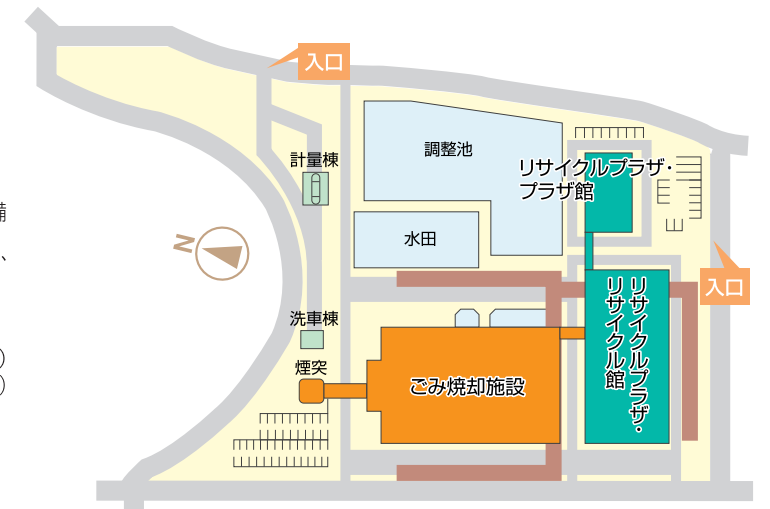 入口
計量棟
調整池
リサイクルプラザ・
プラザ館
備
、
水田
N
入口
リサイクルプラザ・
リサイクル館
洗車棟
煙突
ごみ焼却施設
)
)